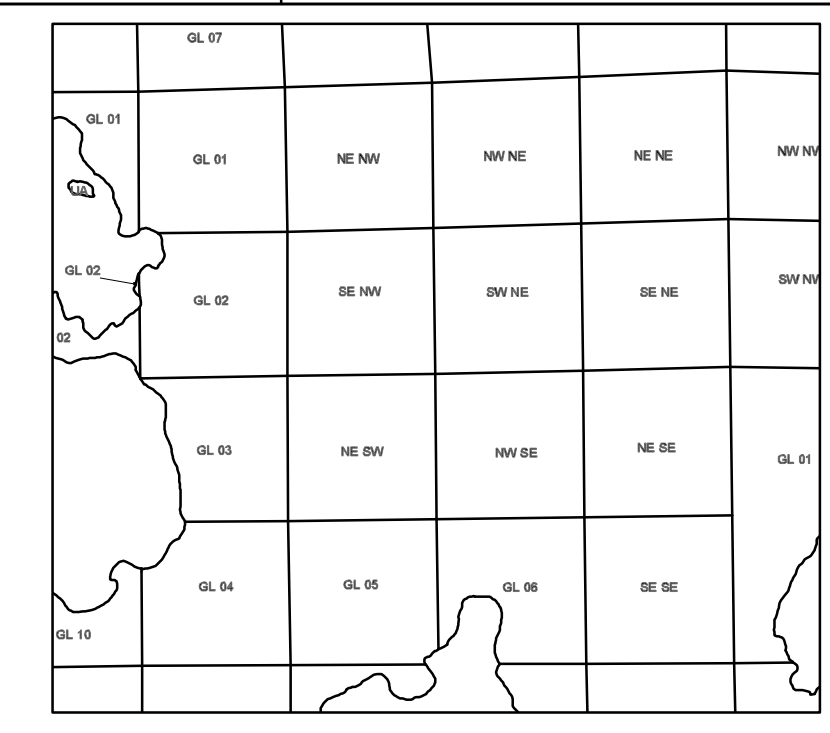 GL 07
GL 01
GL 01
NE NW
NW NE
NE NE
NW NW
UA
GL 02
GL 02
SE NW
SW NE
SE NE
SW NW
02
GL 03
NE SW
NW SE
NE SE
GL 01
GL 04
GL 05
GL 06
SE SE
GL 10